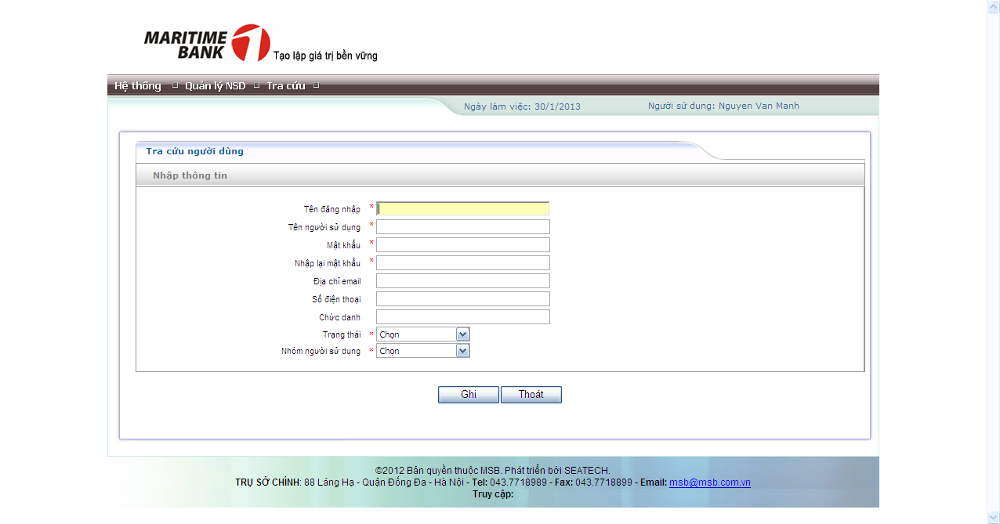 MARITIME
BANK
Tạo lập giá trị bền vững
Hệ thống Quản lý NSD Tra cứu
Ngày làm việc: 30/1/2013 Người sử dụng: Nguyen Van Manh
Tra cứu người dùng
Nhập thông tin
Tên đăng nhập *
Tên người sử dụng *
Mật khẩu *
Nhập lại mật khẩu *
Địa chỉ email
Số điện thoại
Chức danh
Trạng thái * Chọn
Nhóm người sử dụng * Chọn
Ghi Thoát
©2012 Bản quyền thuộc MSB. Phát triển bởi SEATECH.
TRỤ SỞ CHÍNH: 88 Láng Hạ - Quận Đống Đa - Hà Nội - Tel: 043.7718989 - Fax: 043.7718899 - Email: msb@msb.com.vn
Truy cập: